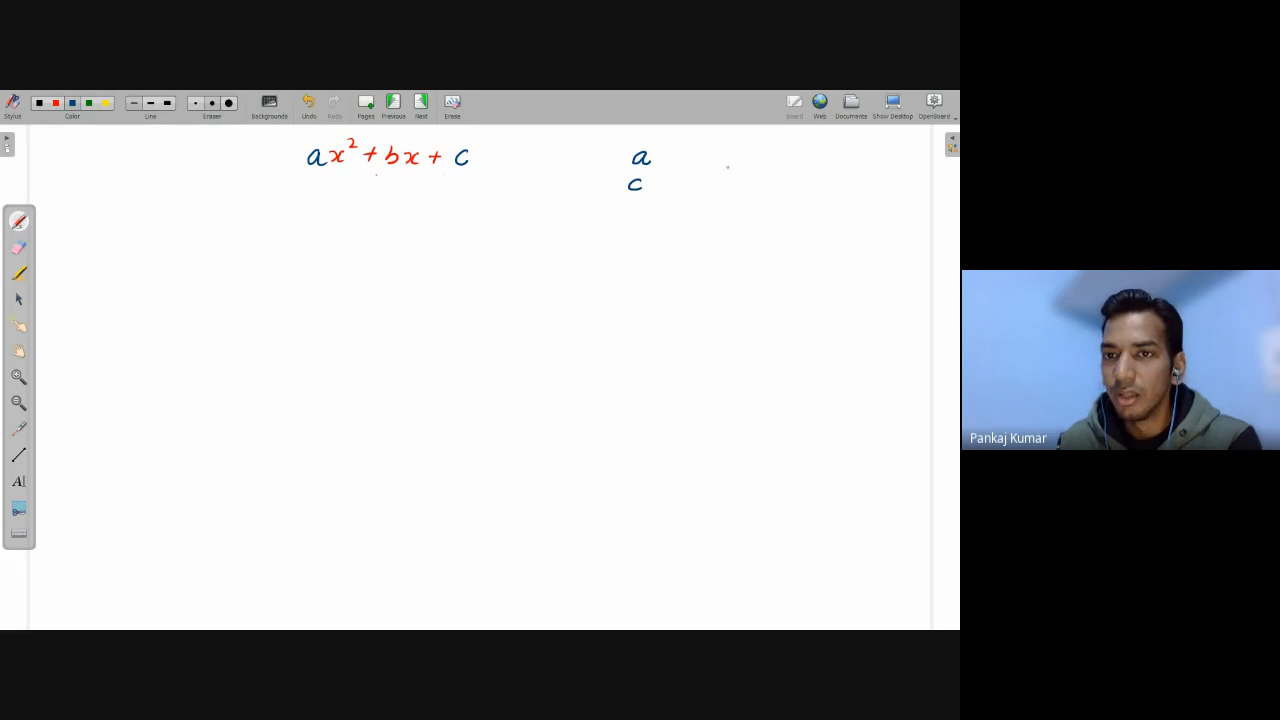 Stylus Color Line Eraser Backgrounds Undo Redo Pages Previous Next Erase Board Web Documents Show Desktop OpenBoard
ax² + bx + c
a
c
Pankaj Kumar